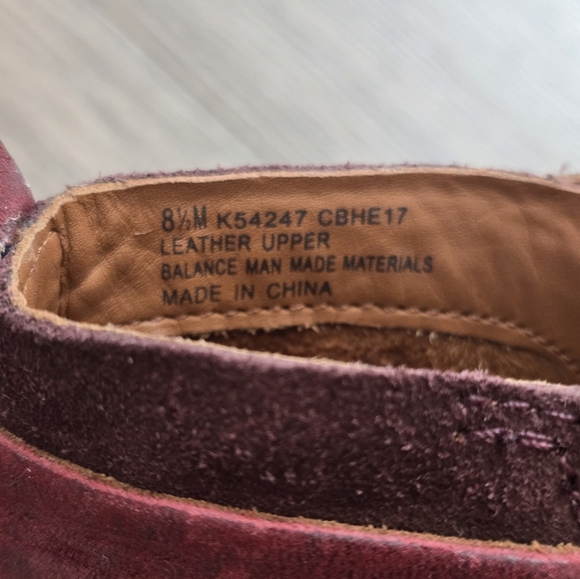 8½M K54247 CBHE17
LEATHER UPPER
BALANCE MAN MADE MATERIALS
MADE IN CHINA